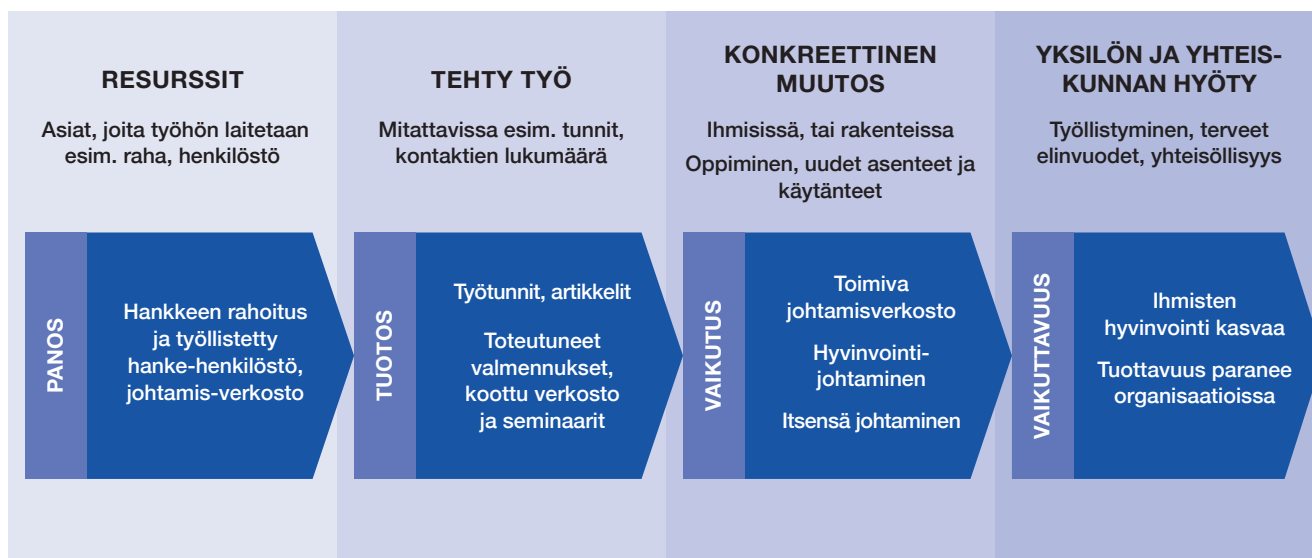 RESURSSIT
Asiat, joita työhön laitetaan
esim. raha, henkilöstö
PANOS
Hankkeen rahoitus
ja työllistetty
hanke-henkilöstö,
johtamis-verkosto
TEHTY TYÖ
Mitattavissa esim. tunnit,
kontaktien lukumäärä
TUOTOS
Työtunnit, artikkelit
Toteutuneet
valmennukset,
koottu verkosto
ja seminaarit
KONKREETTINEN
MUUTOS
Ihmisissä, tai rakenteissa
Oppiminen, uudet asenteet ja
käytänteet
VAIKUTUS
Toimiva
johtamisverkosto
Hyvinvointi-
johtaminen
Itsensä johtaminen
YKSILÖN JA YHTEIS-
KUNNAN HYÖTY
Työllistyminen, terveet
elinvuodet, yhteisöllisyys
VAIKUTTAVUUS
Ihmisten
hyvinvointi kasvaa
Tuottavuus paranee
organisaatioissa